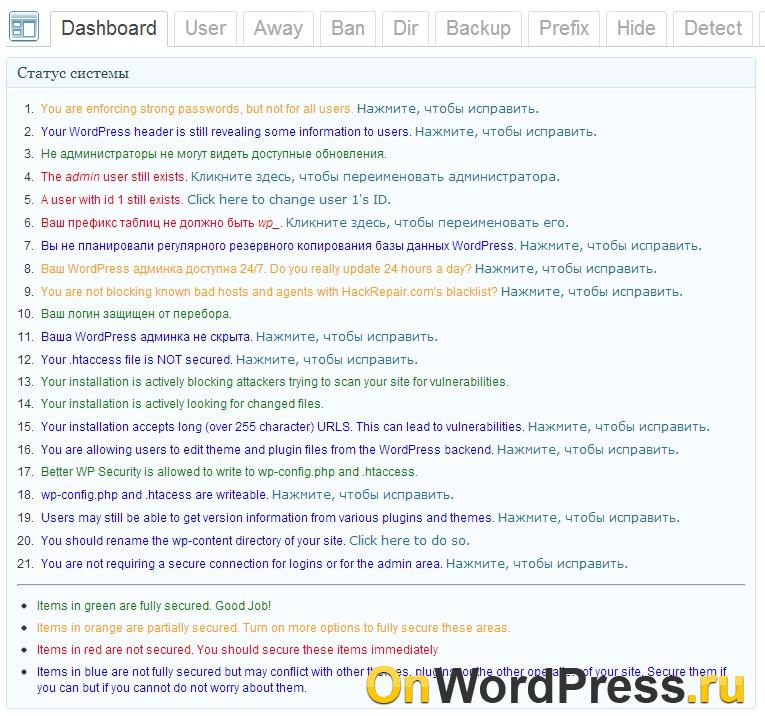 Dashboard User Away Ban Dir Backup Prefix Hide Detect
Статус системы
1. You are enforcing strong passwords, but not for all users. Нажмите, чтобы исправить.
2. Your WordPress header is still revealing some information to users. Нажмите, чтобы исправить.
3. Не администраторы не могут видеть доступные обновления.
4. The admin user still exists. Кликните здесь, чтобы переименовать администратора.
5. A user with id 1 still exists. Click here to change user 1's ID.
6. Ваш префикс таблиц не должно быть wp_. Кликните здесь, чтобы переименовать его.
7. Вы не планировали регулярного резервного копирования базы данных WordPress. Нажмите, чтобы исправить.
8. Ваш WordPress админка доступна 24/7. Do you really update 24 hours a day? Нажмите, чтобы исправить.
9. You are not blocking known bad hosts and agents with HackRepair.com's blacklist? Нажмите, чтобы исправить.
10. Ваш логин защищен от перебора.
11. Ваша WordPress админка не скрыта. Нажмите, чтобы исправить.
12. Your .htaccess file is NOT secured. Нажмите, чтобы исправить.
13. Your installation is actively blocking attackers trying to scan your site for vulnerabilities.
14. Your installation is actively looking for changed files.
15. Your installation accepts long (over 255 character) URLS. This can lead to vulnerabilities. Нажмите, чтобы исправить.
16. You are allowing users to edit theme and plugin files from the WordPress backend. Нажмите, чтобы исправить.
17. Better WP Security is allowed to write to wp-config.php and .htaccess.
18. wp-config.php and .htacess are writeable. Нажмите, чтобы исправить.
19. Users may still be able to get version information from various plugins and themes. Нажмите, чтобы исправить.
20. You should rename the wp-content directory of your site. Click here to do so.
21. You are not requiring a secure connection for logins or for the admin area. Нажмите, чтобы исправить.
• Items in green are fully secured. Good Job!
• Items in orange are partially secured. Turn on more options to fully secure these areas.
• Items in red are not secured. You should secure these items immediately
• Items in blue are not fully secured but may conflict with other of your site. Secure them if
you can but if you cannot do not worry about them.
OnWordPress.ru